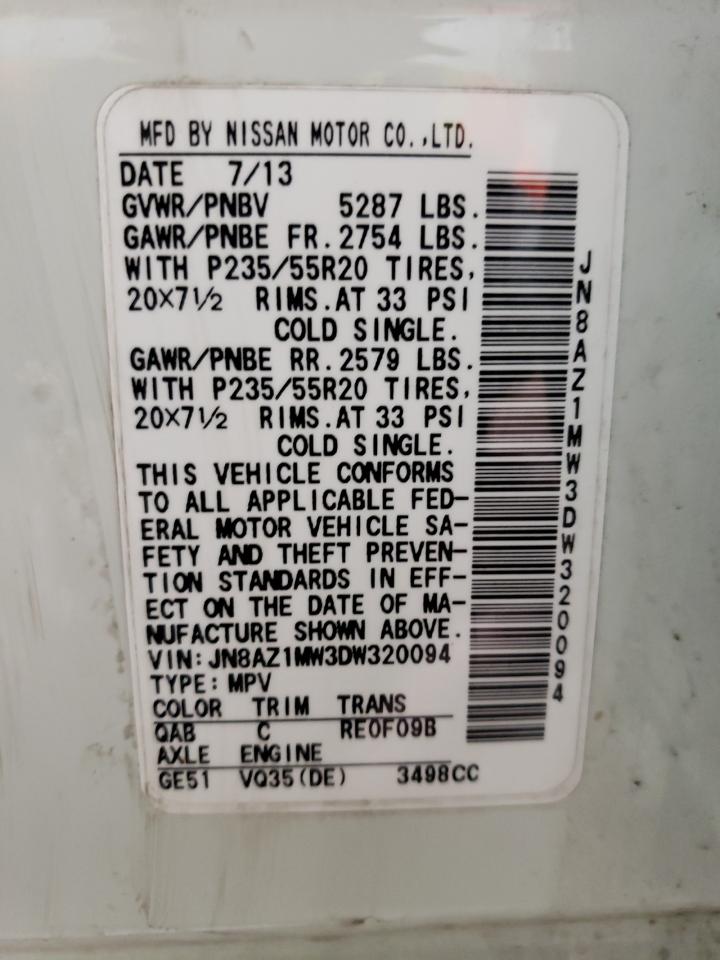 MFD BY NISSAN MOTOR CO.,LTD.
DATE 7/13
GVWR/PNBV 5287 LBS.
GAWR/PNBE FR.2754 LBS.
WITH P235/55R20 TIRES,
20×7½ RIMS.AT 33 PSI
COLD SINGLE.
GAWR/PNBE RR.2579 LBS.
WITH P235/55R20 TIRES,
20×7½ RIMS.AT 33 PSI
COLD SINGLE.
THIS VEHICLE CONFORMS
TO ALL APPLICABLE FED-
ERAL MOTOR VEHICLE SA-
FETY AND THEFT PREVEN-
TION STANDARDS IN EFF-
ECT ON THE DATE OF MA-
NUFACTURE SHOWN ABOVE.
VIN:JN8AZ1MW3DW320094
TYPE:MPV
COLOR TRIM TRANS
QAB C RE0F09B
AXLE ENGINE
GE51 VQ35(DE) 3498CC
JN8AZ1MW3DW320094